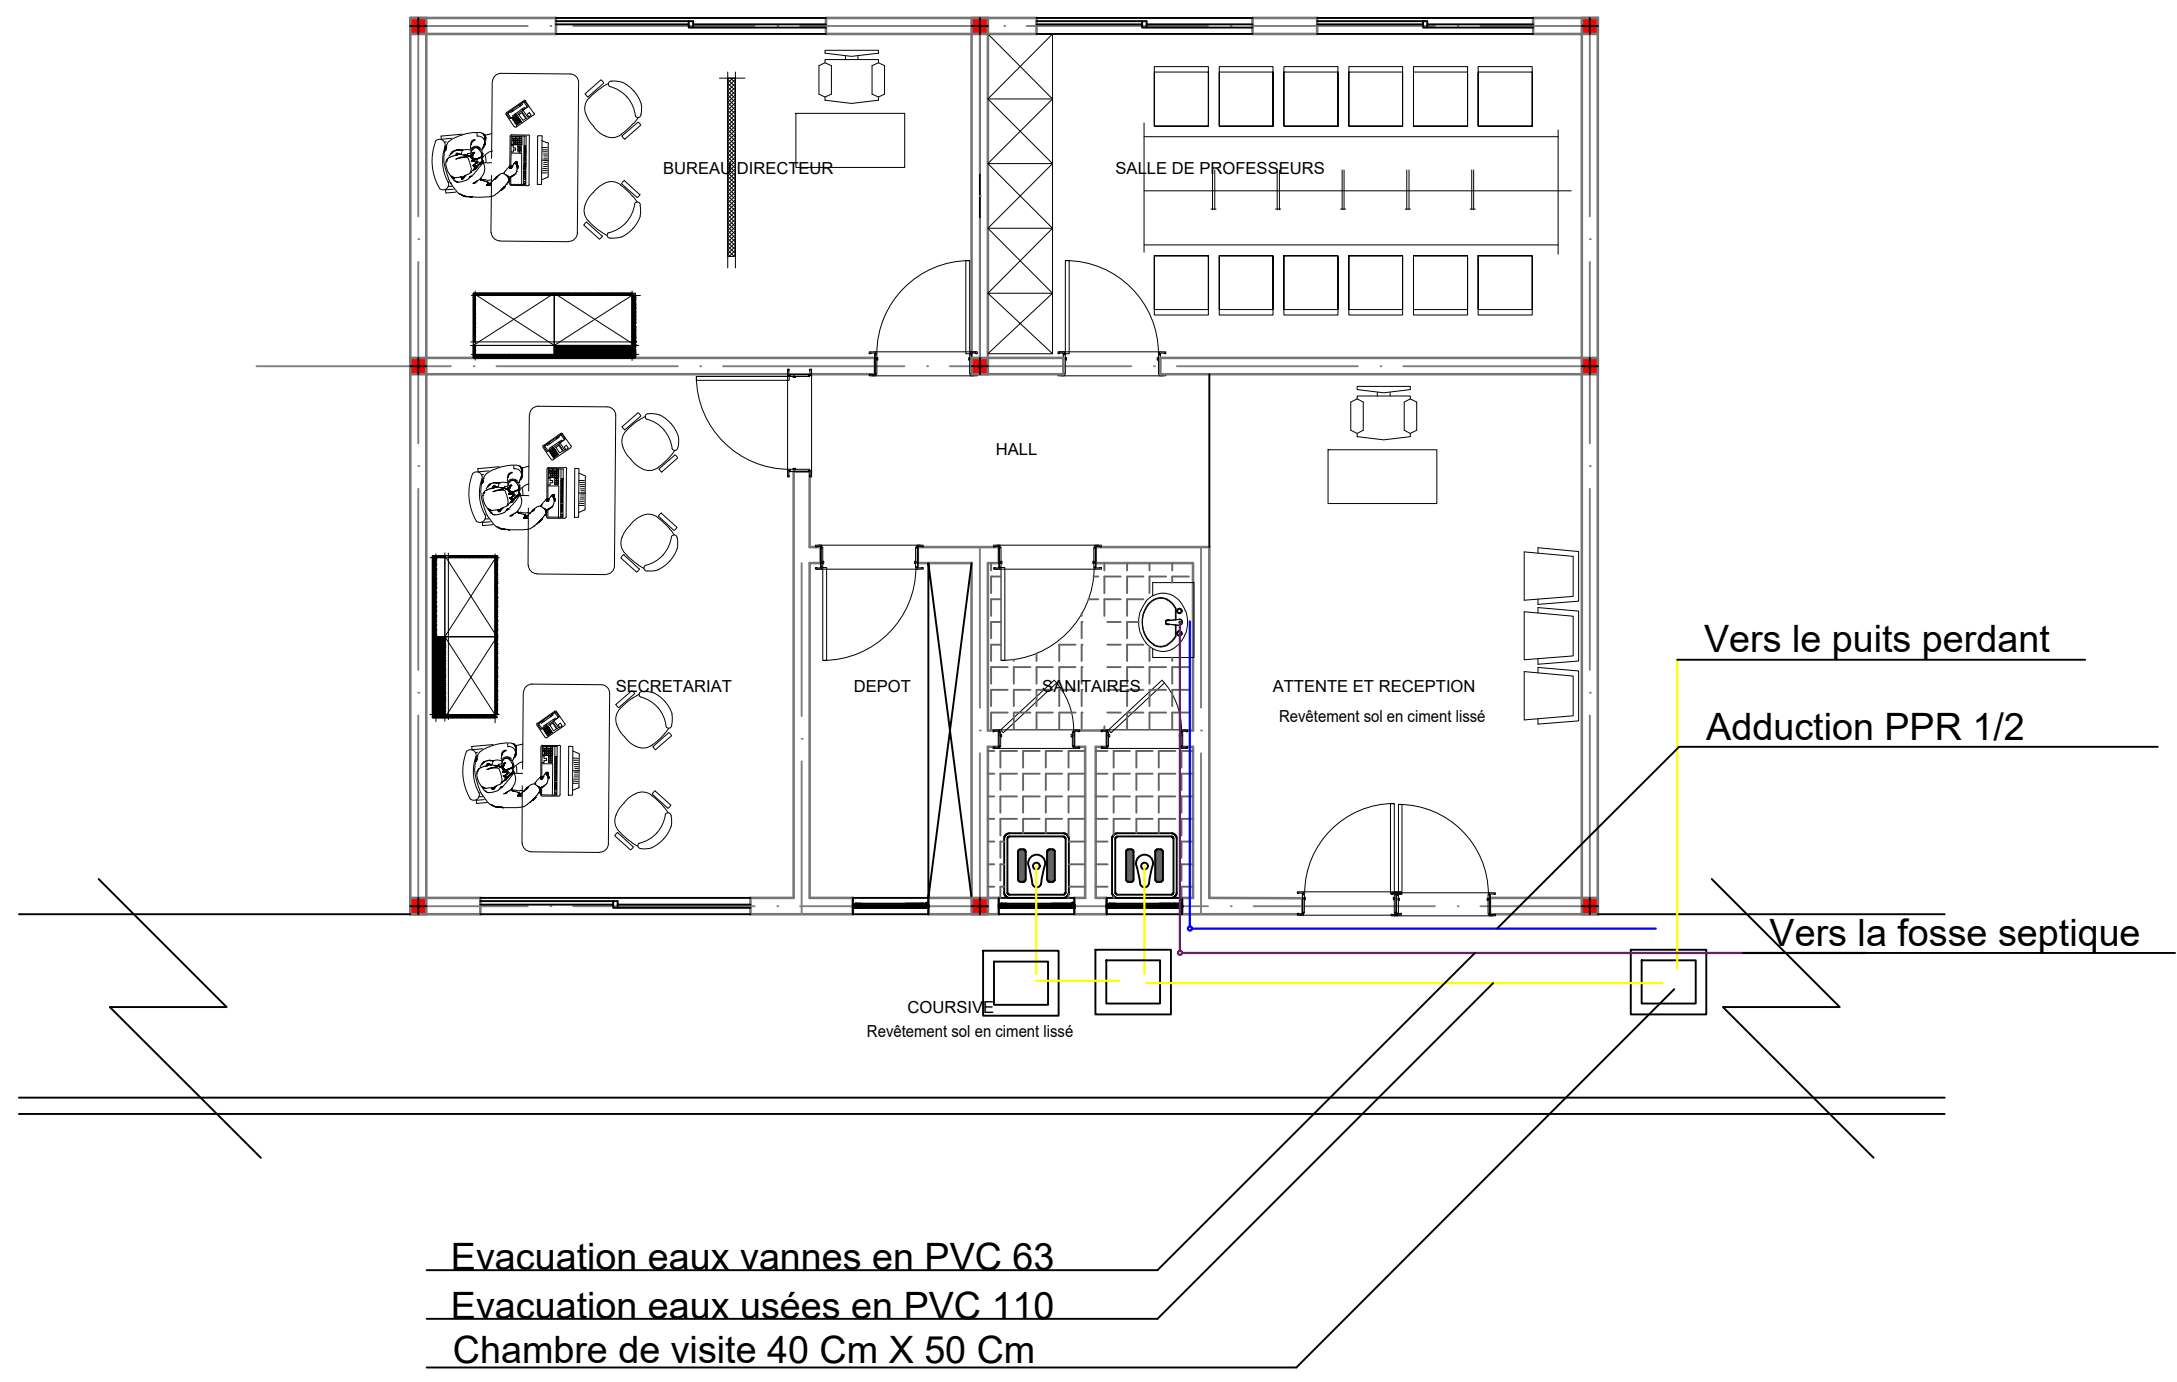 BUREAU DIRECTEUR
SALLE DE PROFESSEURS
HALL
SECRETARIAT
DEPOT
SANITAIRES
ATTENTE ET RECEPTION
Revêtement sol en ciment lissé
Vers le puits perdant
Adduction PPR 1/2
Vers la fosse septique
COURSIVE
Revêtement sol en ciment lissé
Evacuation eaux vannes en PVC 63
Evacuation eaux usées en PVC 110
Chambre de visite 40 Cm X 50 Cm